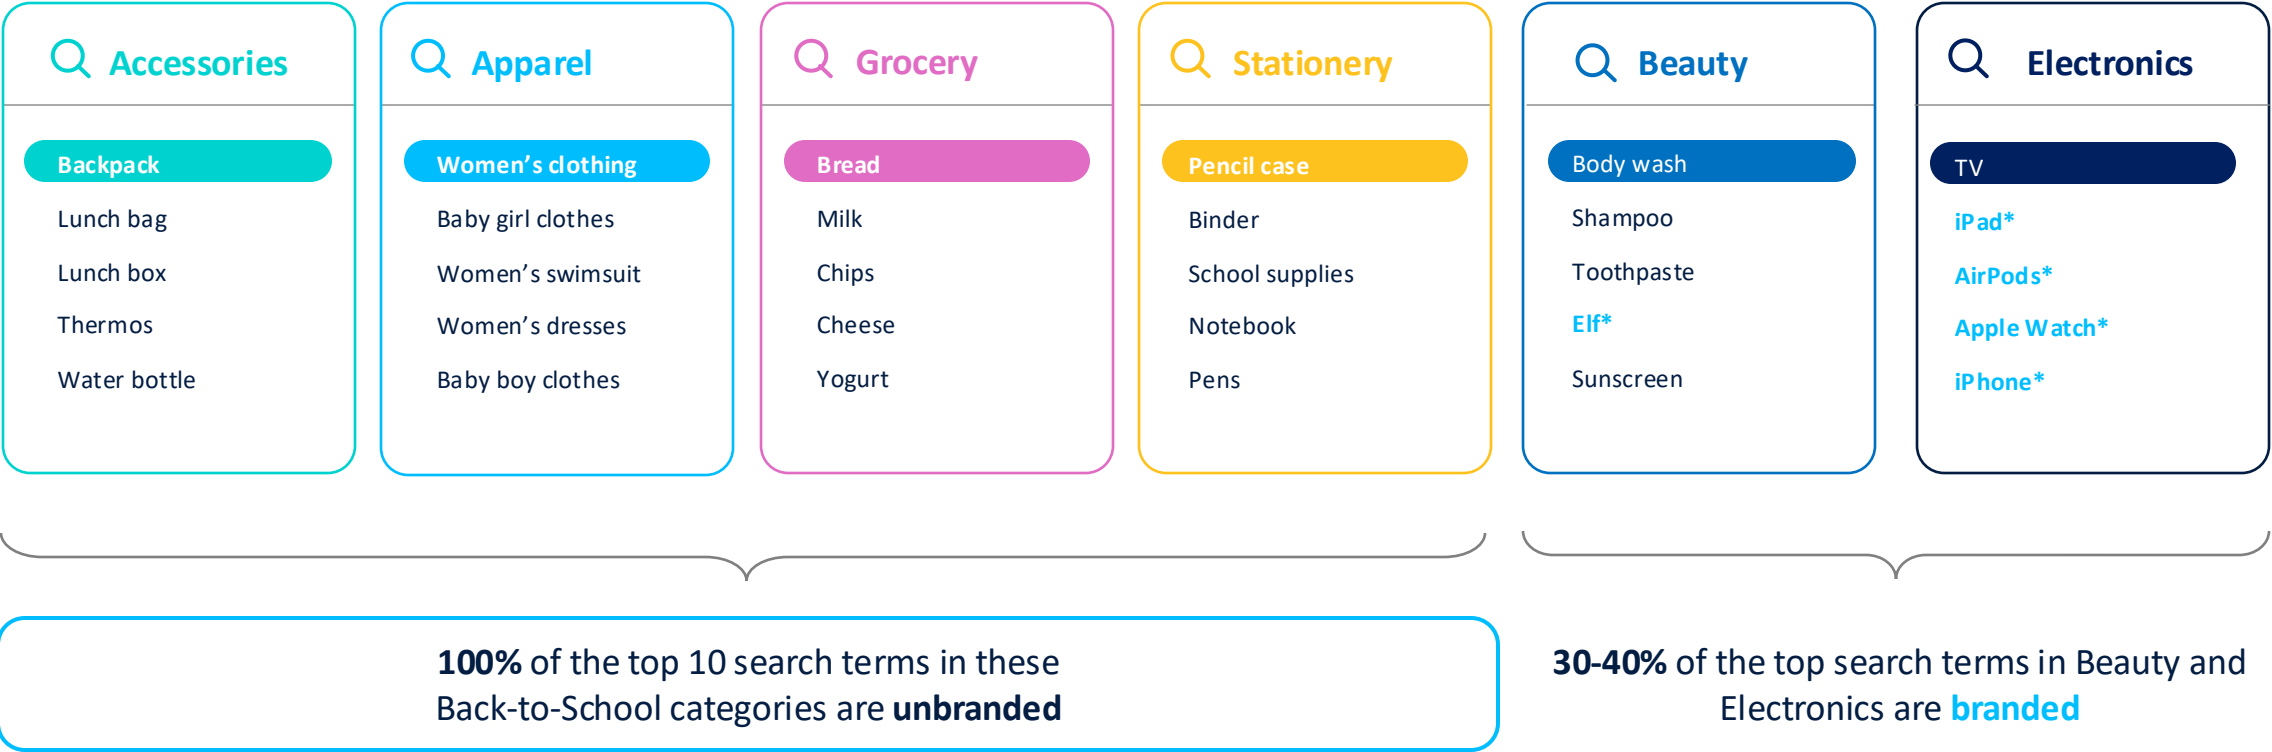 Accessories
Backpack
Lunch bag
Lunch box
Thermos
Water bottle
Apparel
Women’s clothing
Baby girl clothes
Women’s swimsuit
Women’s dresses
Baby boy clothes
Grocery
Bread
Milk
Chips
Cheese
Yogurt
Stationery
Pencil case
Binder
School supplies
Notebook
Pens
Beauty
Body wash
Shampoo
Toothpaste
Elf*
Sunscreen
Electronics
TV
iPad*
AirPods*
Apple Watch*
iPhone*
100% of the top 10 search terms in these
Back-to-School categories are unbranded
30-40% of the top search terms in Beauty and
Electronics are branded